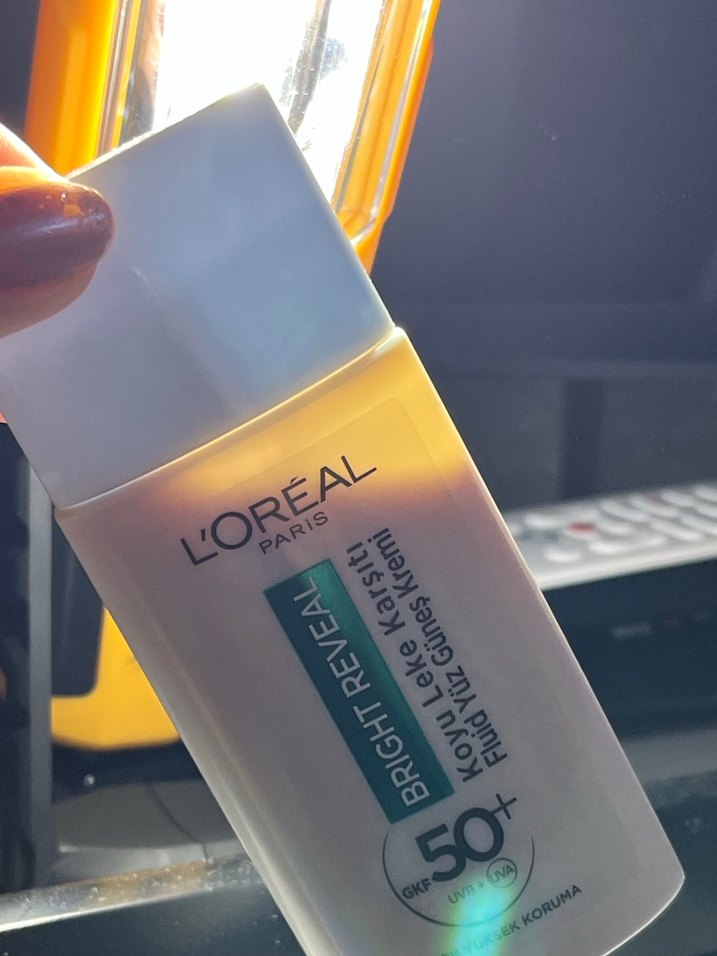 L'ORÉAL
PARIS
BRIGHT REVEAL
Koyu Leke Karşıtı
Fluid Yüz Güneş Kremi
GKF 50+
UVB + UVA
YÜKSEK KORUMA